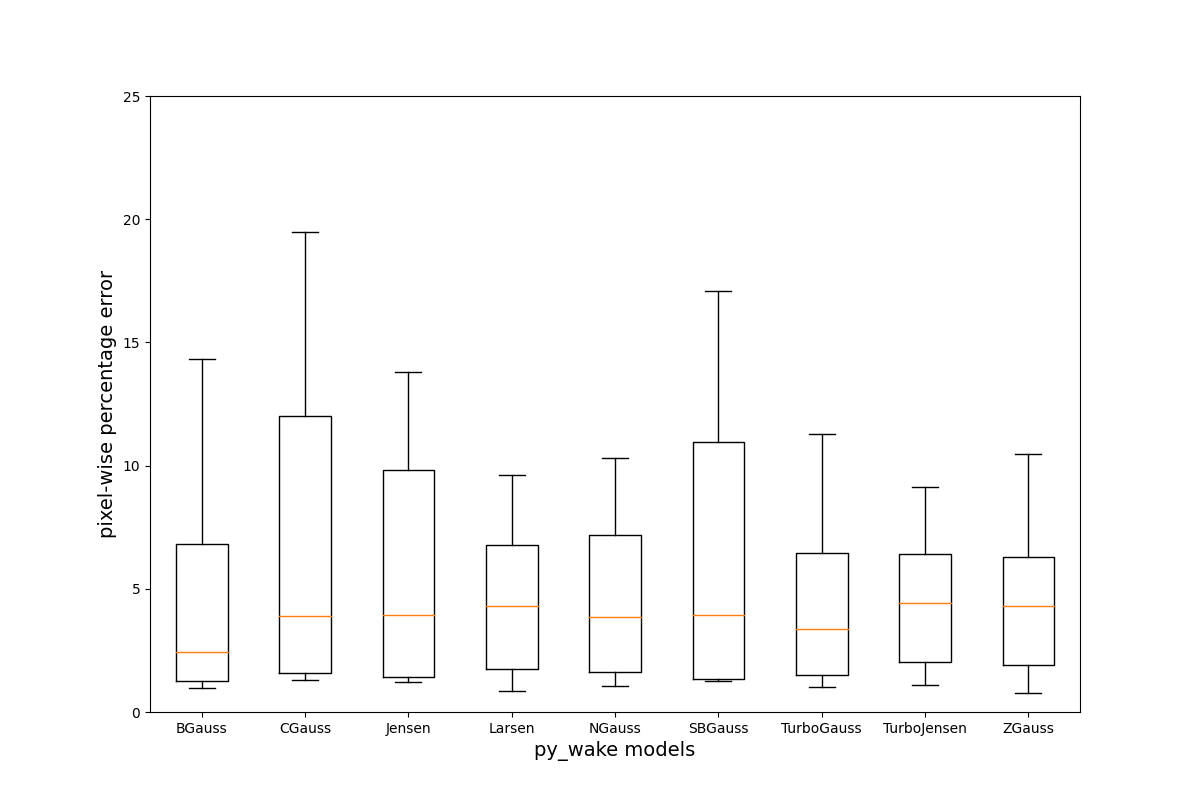 25
20
15
10
5
0
pixel-wise percentage error
BGauss CGauss Jensen Larsen NGauss SBGauss TurboGauss TurboJensen ZGauss
py_wake models